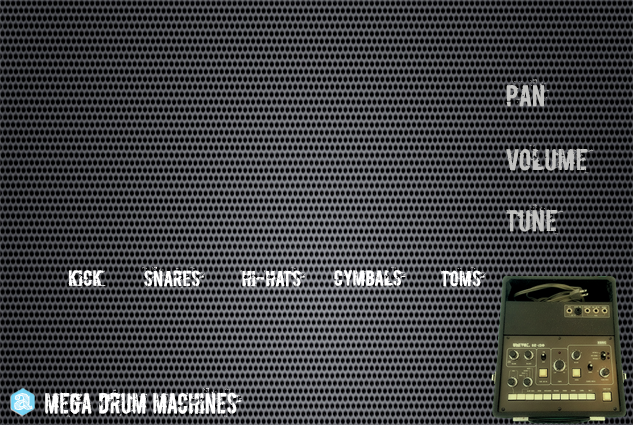 PAN
VOLUME
TUNE
KICK SNARES HI-HATS CYMBALS TOMS
MEGA DRUM MACHINES